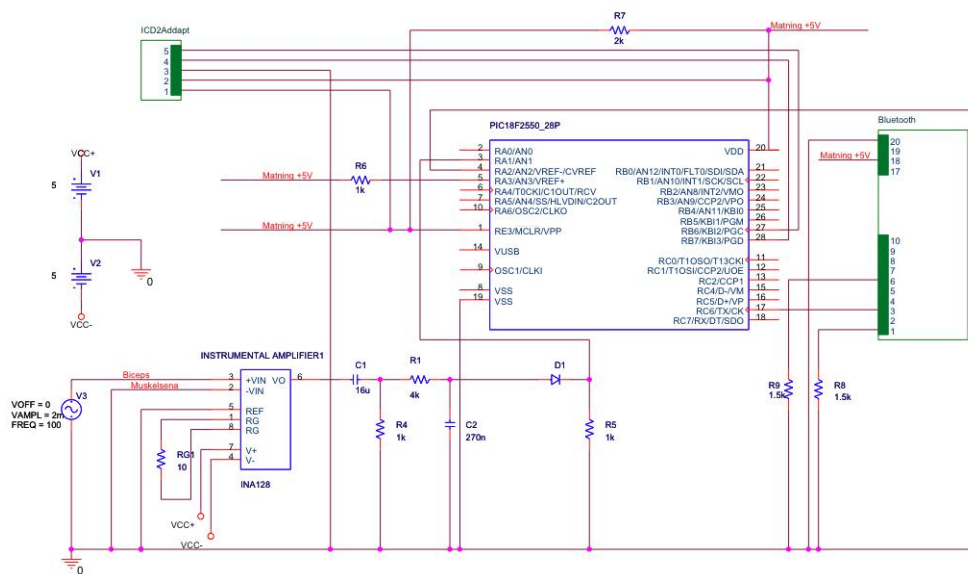 ICD2Addapt
5
4
3
2
1
R7
2k
Matning +5V
VCC+
V1
5
V2
5
VCC-
0
Matning +5V
R6
1k
Matning +5V
PIC18F2550_28P
2 RA0/AN0
3 RA1/AN1
4 RA2/AN2/VREF-/CVREF
5 RA3/AN3/VREF+
6 RA4/T0CKI/C1OUT/RCV
7 RA5/AN4/SS/HLVDIN/C2OUT
10 RA6/OSC2/CLKO
1 RE3/MCLR/VPP
14 VUSB
9 OSC1/CLKI
8 VSS
19 VSS
VDD 20
RB0/AN12/INT0/FLT0/SDI/SDA 21
RB1/AN10/INT1/SCK/SCL 22
RB2/AN8/INT2/VMO 23
RB3/AN9/CCP2/VPO 24
RB4/AN11/KBI0 25
RB5/KBI1/PGM 26
RB6/KBI2/PGC 27
RB7/KBI3/PGD 28
RC0/T1OSO/T13CKI 11
RC1/T1OSI/CCP2/UOE 12
RC2/CCP1 13
RC4/D-/VM 15
RC5/D+/VP 16
RC6/TX/CK 17
RC7/RX/DT/SDO 18
Bluetooth
Matning +5V
20
19
18
17
10
9
8
7
6
5
4
3
2
1
R9
1.5k
R8
1.5k
INSTRUMENTAL AMPLIFIER1
Biceps
Muskelsena
V3
VOFF = 0
VAMPL = 2m
FREQ = 100
3 +VIN VO 6
2 -VIN
5 REF
1 RG
8 RG
7 V+
4 V-
RG1
10
INA128
VCC+
VCC-
0
C1
16u
R1
4k
R4
1k
C2
270n
D1
R5
1k